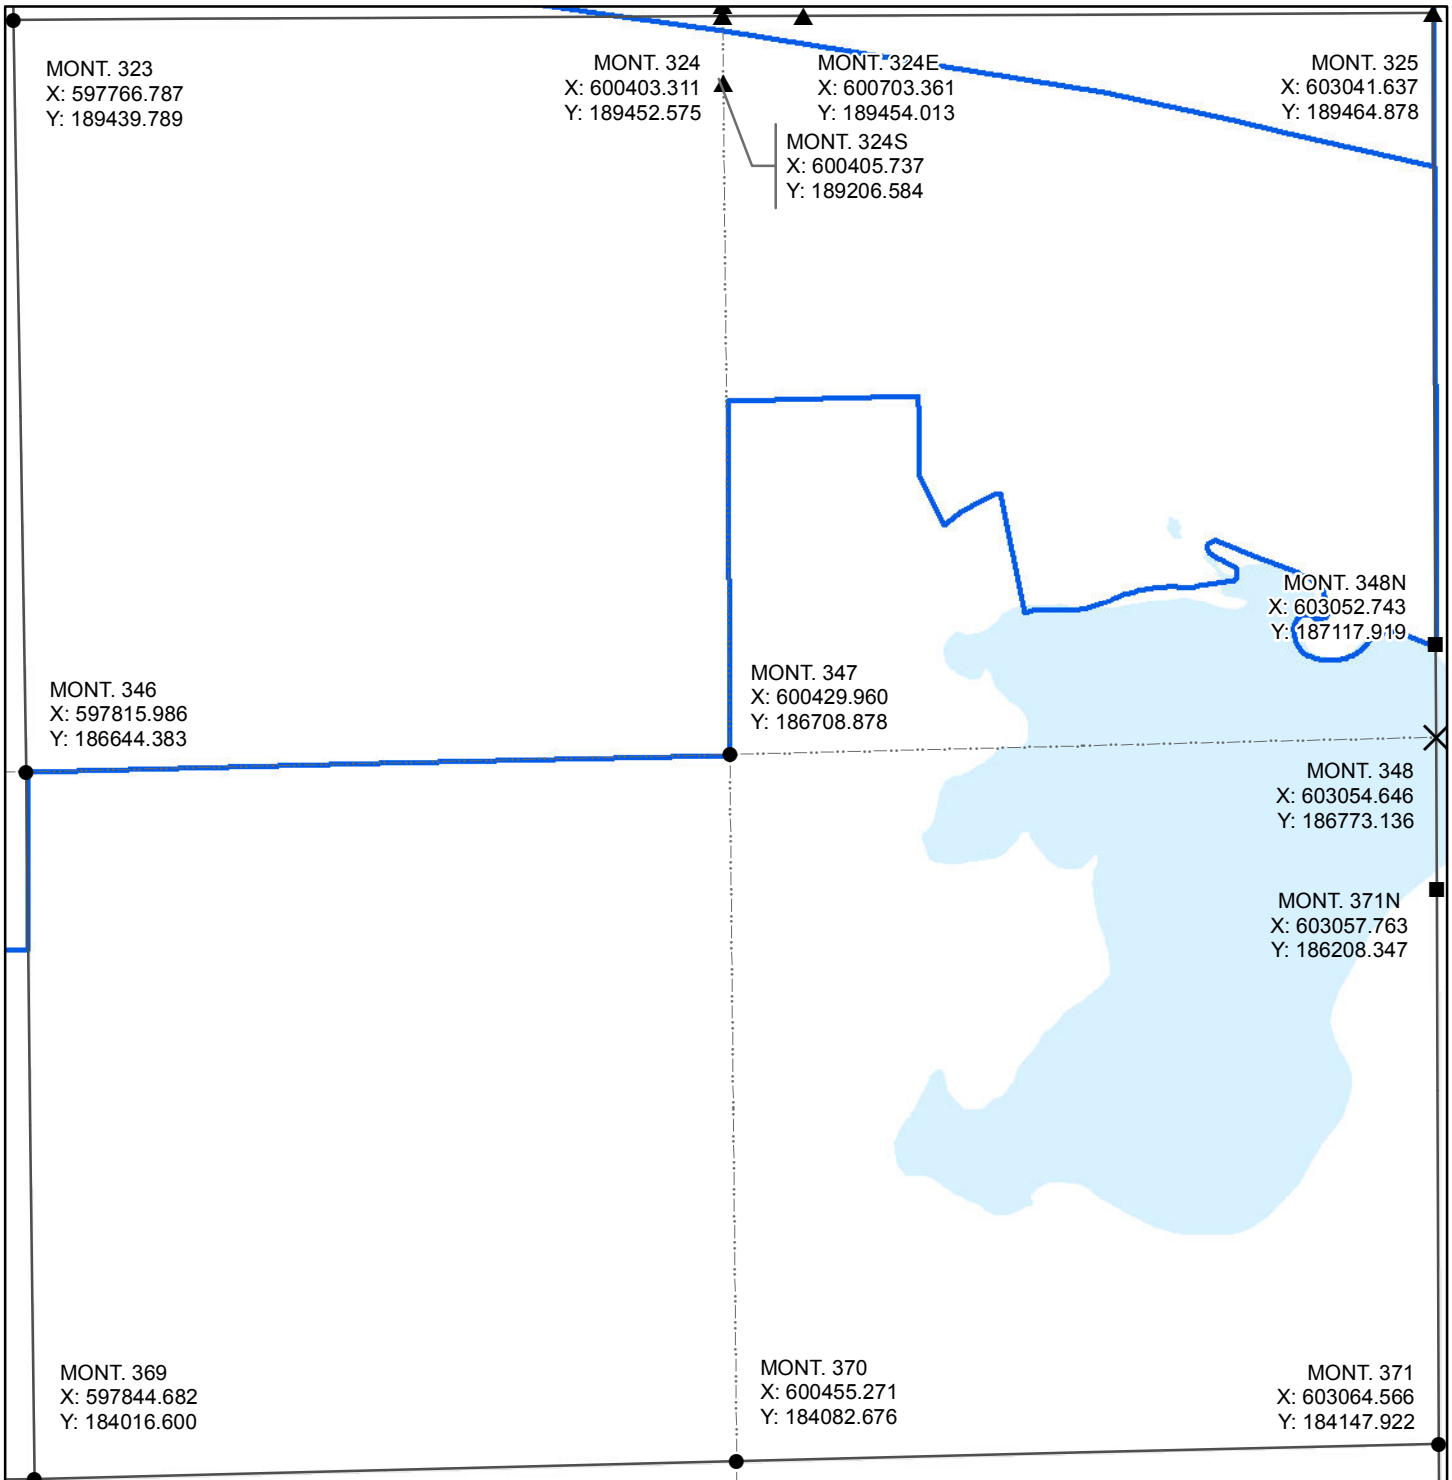 MONT. 323
X: 597766.787
Y: 189439.789
MONT. 324
X: 600403.311
Y: 189452.575
MONT. 324E
X: 600703.361
Y: 189454.013
MONT. 325
X: 603041.637
Y: 189464.878
MONT. 324S
X: 600405.737
Y: 189206.584
MONT. 348N
X: 603052.743
Y: 187117.919
MONT. 346
X: 597815.986
Y: 186644.383
MONT. 347
X: 600429.960
Y: 186708.878
MONT. 348
X: 603054.646
Y: 186773.136
MONT. 371N
X: 603057.763
Y: 186208.347
MONT. 369
X: 597844.682
Y: 184016.600
MONT. 370
X: 600455.271
Y: 184082.676
MONT. 371
X: 603064.566
Y: 184147.922